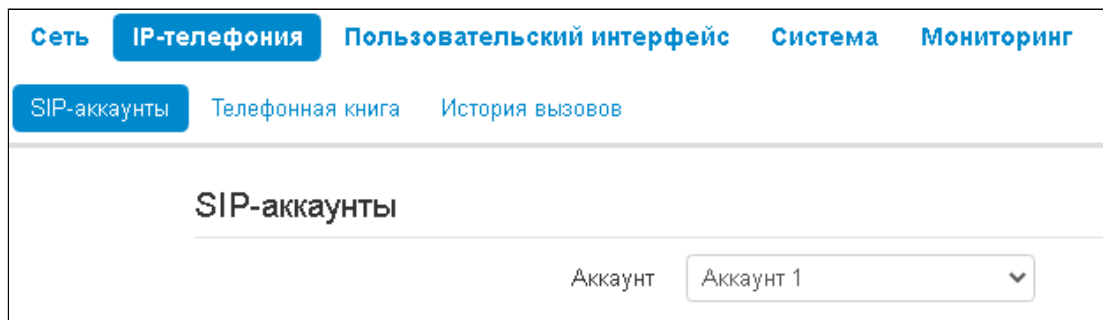 Сеть IP-телефония Пользовательский интерфейс Система Мониторинг
SIP-аккаунты Телефонная книга История вызовов
SIP-аккаунты
Аккаунт Аккаунт 1